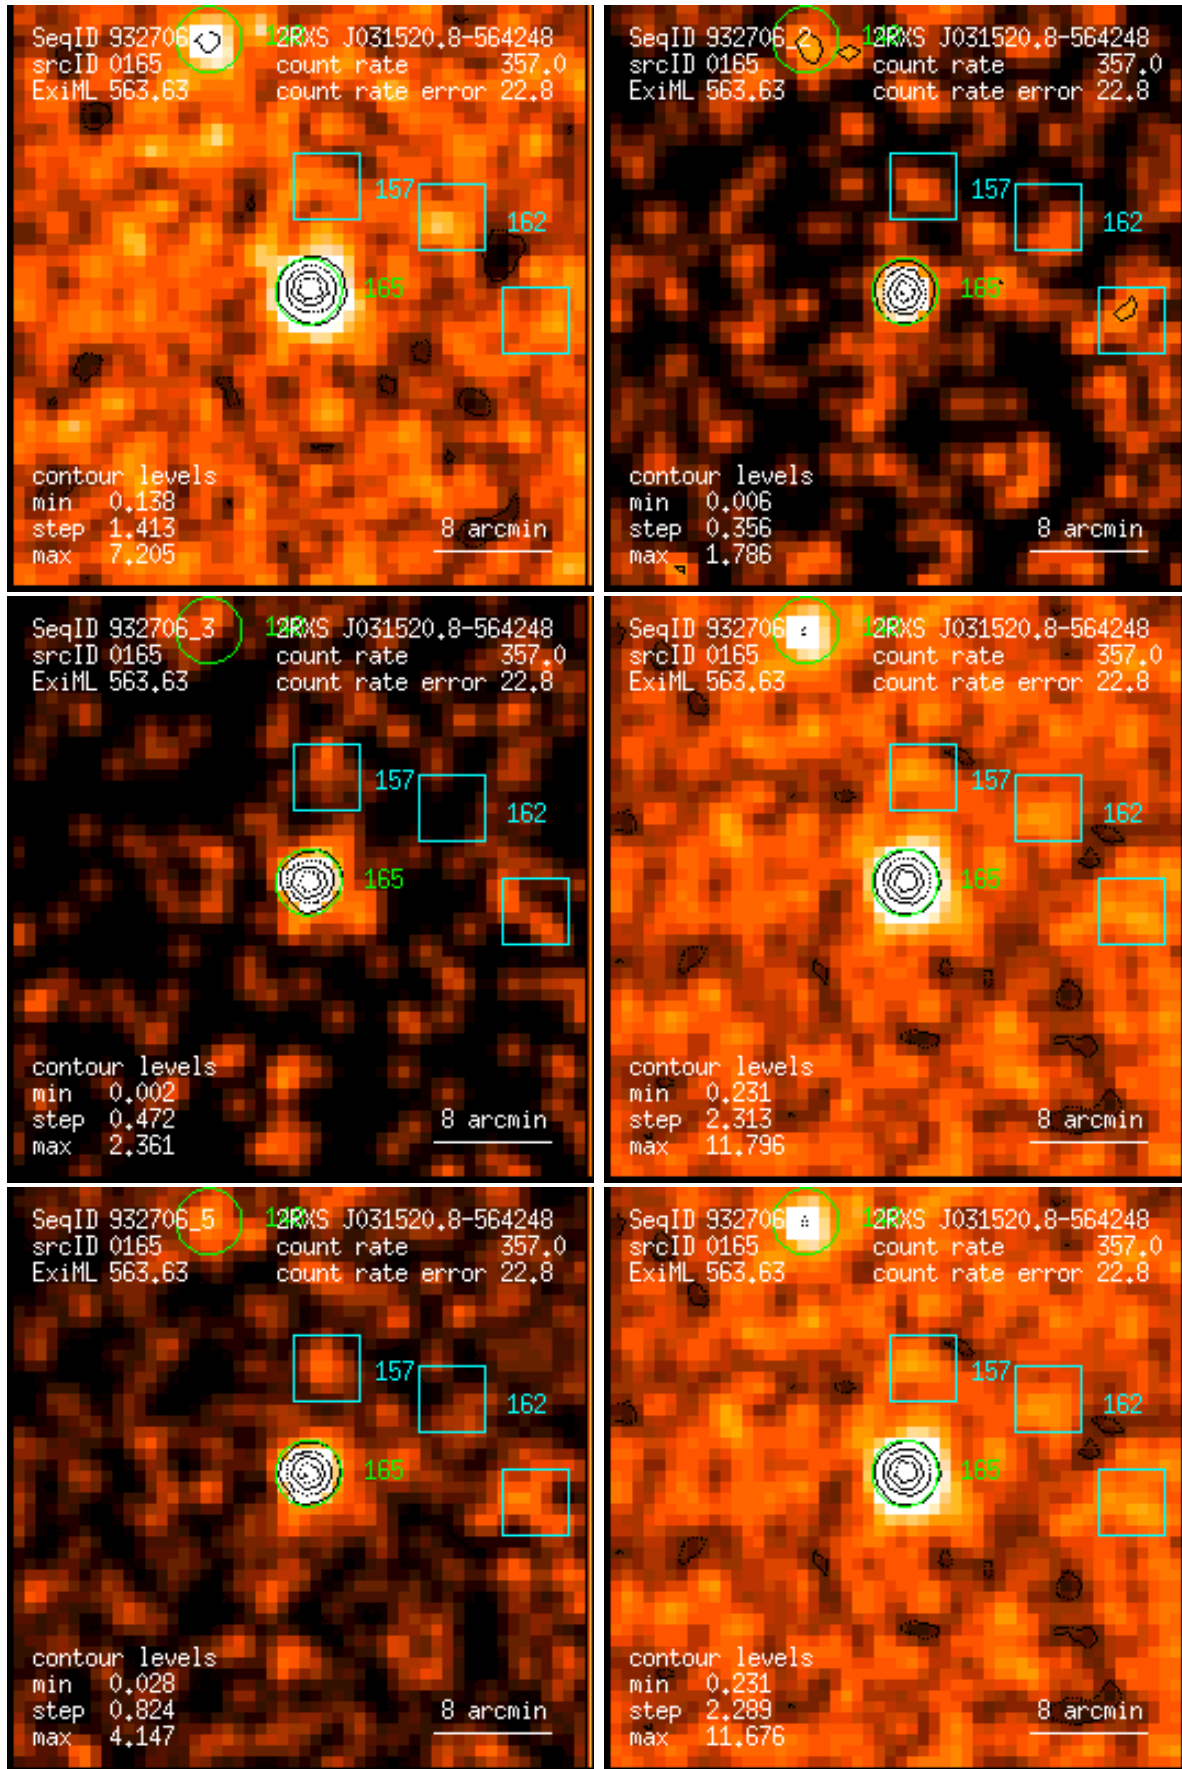 SeqID 932706 2RXS J031520.8-564248
srcID 0165 count rate 357.0
ExiML 563.63 count rate error 22.8
157
162
165
contour levels
min 0.138
step 1.413
max 7.205
8 arcmin
SeqID 932706_2 2RXS J031520.8-564248
srcID 0165 count rate 357.0
ExiML 563.63 count rate error 22.8
157
162
165
contour levels
min 0.006
step 0.356
max 1.786
8 arcmin
SeqID 932706_3 2RXS J031520.8-564248
srcID 0165 count rate 357.0
ExiML 563.63 count rate error 22.8
157
162
165
contour levels
min 0.002
step 0.472
max 2.361
8 arcmin
SeqID 932706 2RXS J031520.8-564248
srcID 0165 count rate 357.0
ExiML 563.63 count rate error 22.8
157
162
165
contour levels
min 0.231
step 2.313
max 11.796
8 arcmin
SeqID 932706_5 2RXS J031520.8-564248
srcID 0165 count rate 357.0
ExiML 563.63 count rate error 22.8
157
162
165
contour levels
min 0.028
step 0.824
max 4.147
8 arcmin
SeqID 932706 2RXS J031520.8-564248
srcID 0165 count rate 357.0
ExiML 563.63 count rate error 22.8
157
162
165
contour levels
min 0.231
step 2.289
max 11.676
8 arcmin